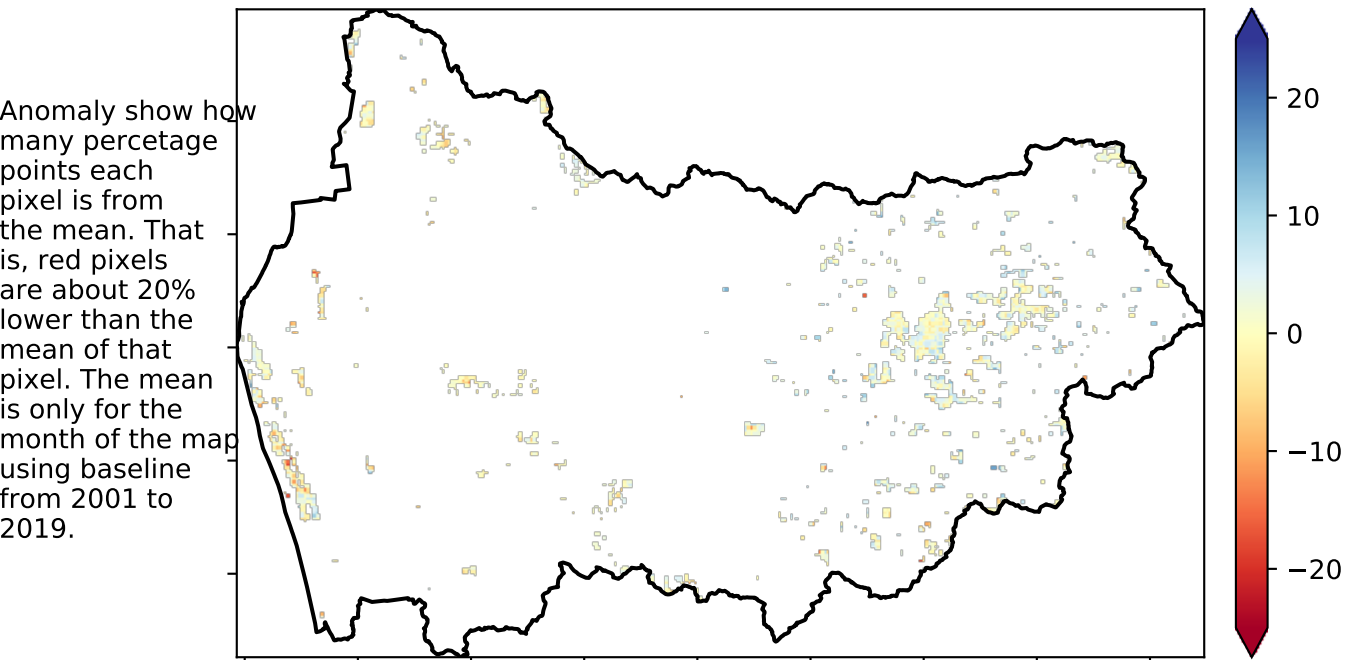 Anomaly show how
many percetage
points each
pixel is from
the mean. That
is, red pixels
are about 20%
lower than the
mean of that
pixel. The mean
is only for the
month of the map
using baseline
from 2001 to
2019.
20
10
0
−10
−20